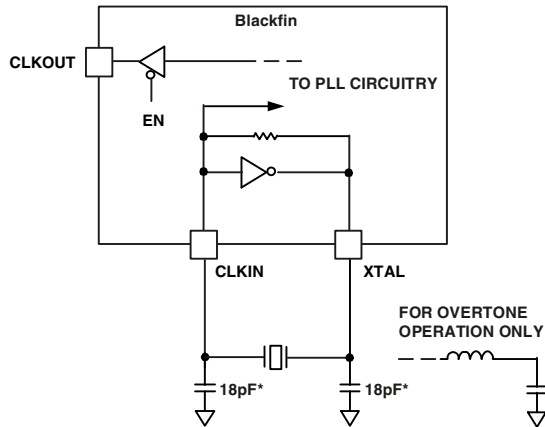 Blackfin
CLKOUT
TO PLL CIRCUITRY
EN
CLKIN
XTAL
FOR OVERTONE
OPERATION ONLY
18pF*
18pF*